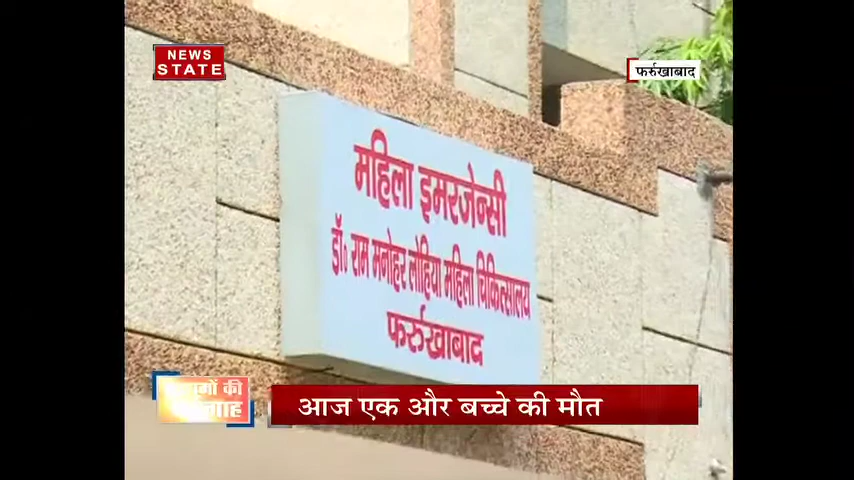 NEWS
STATE
फर्रुखाबाद
महिला इमरजेन्सी
डॉ० राम मनोहर लोहिया महिला चिकित्सालय
फर्रुखाबाद
की
आज एक और बच्चे की मौत